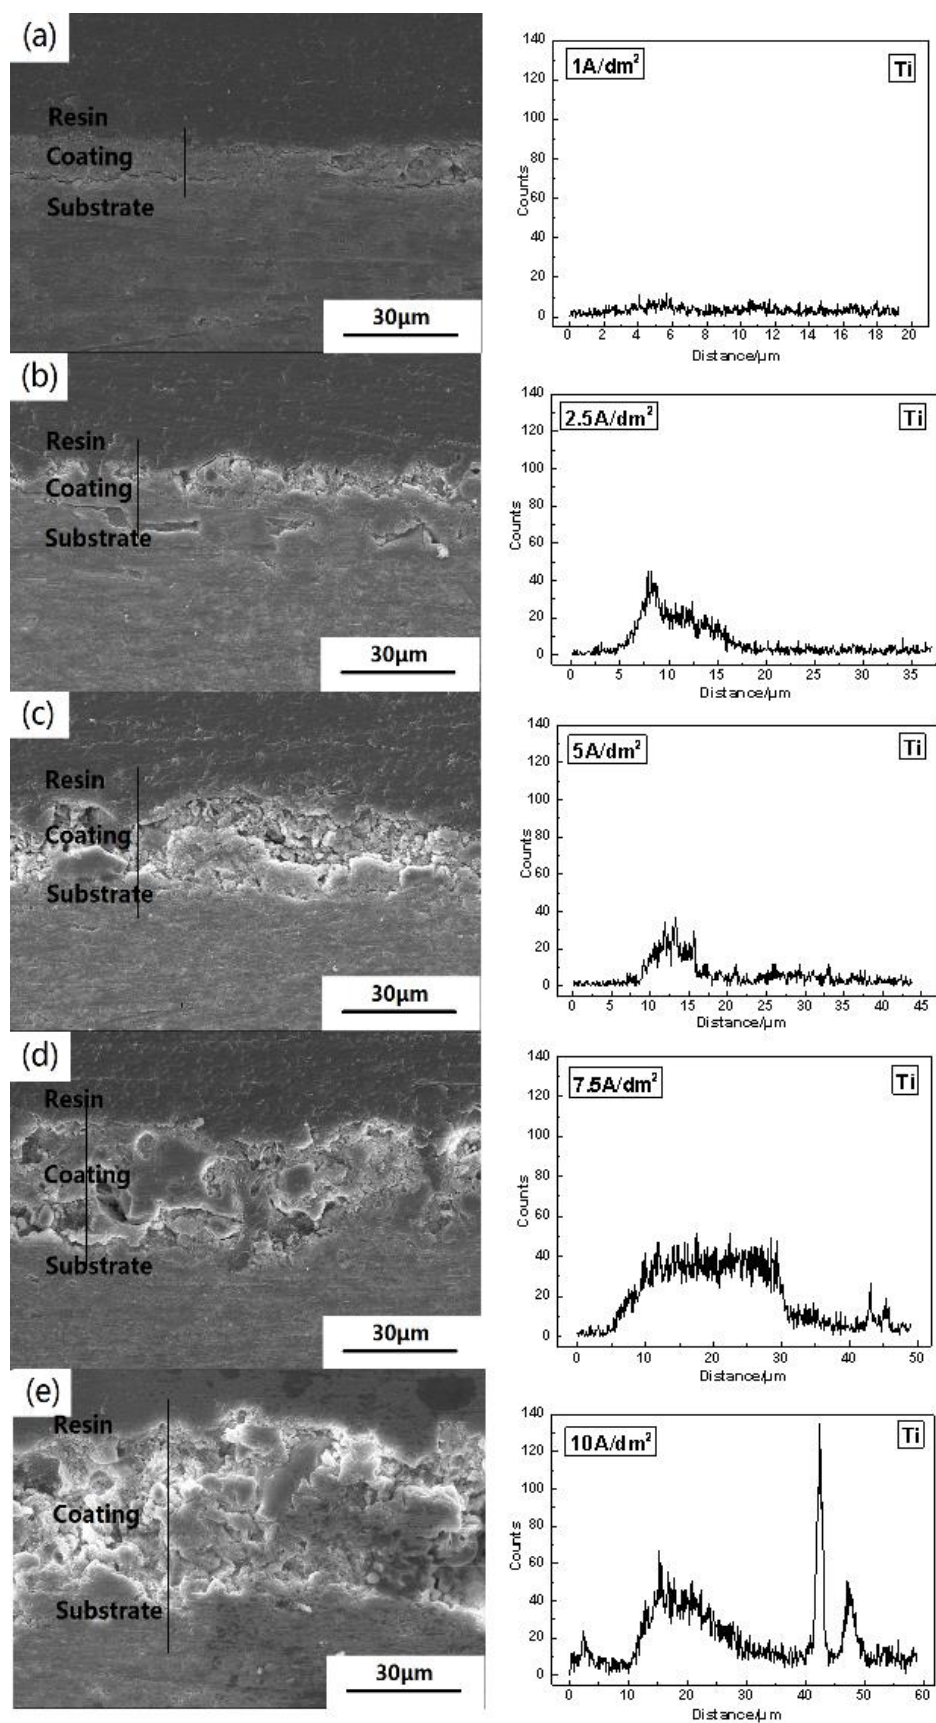 (a)
Resin
Coating
Substrate
30μm
1A/dm²
Ti
140
120
100
80
60
40
20
0
Counts
0 2 4 6 8 10 12 14 16 18 20
Distance/μm
(b)
Resin
Coating
Substrate
30μm
2.5A/dm²
Ti
140
120
100
80
60
40
20
0
Counts
0 5 10 15 20 25 30 35
Distance/μm
(c)
Resin
Coating
Substrate
30μm
5A/dm²
Ti
140
120
100
80
60
40
20
0
Counts
0 5 10 15 20 25 30 35 40 45
Distance/μm
(d)
Resin
Coating
Substrate
30μm
7.5A/dm²
Ti
140
120
100
80
60
40
20
0
Counts
0 10 20 30 40 50
Distance/μm
(e)
Resin
Coating
Substrate
30μm
10A/dm²
Ti
140
120
100
80
60
40
20
0
Counts
0 10 20 30 40 50 60
Distance/μm